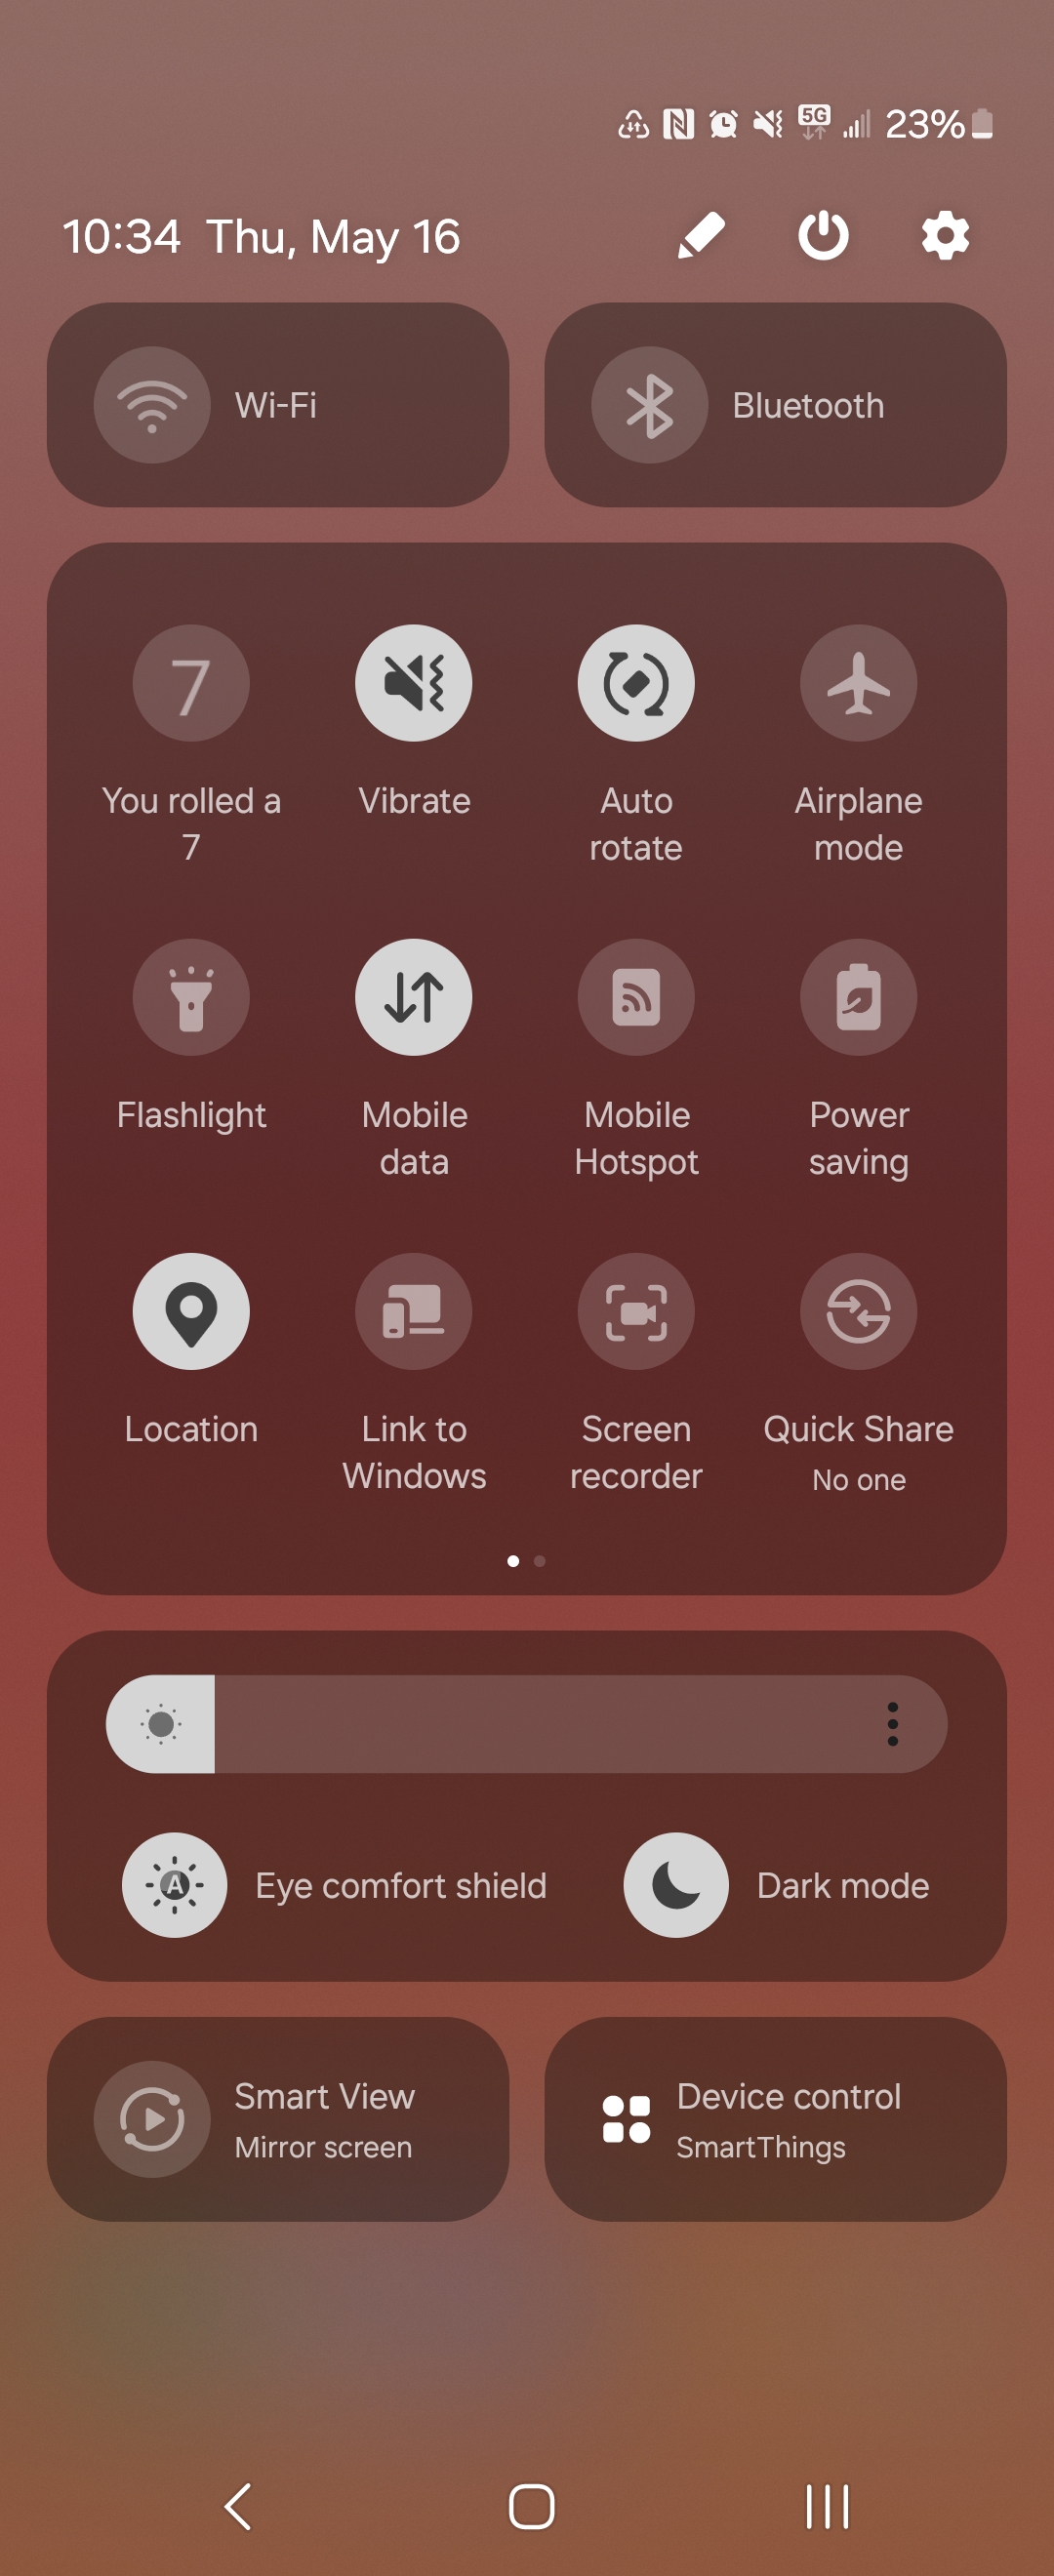 5G 23%
10:34 Thu, May 16
Wi-Fi
Bluetooth
7
You rolled a
7
Vibrate
Auto
rotate
Airplane
mode
Flashlight
Mobile
data
Mobile
Hotspot
Power
saving
Location
Link to
Windows
Screen
recorder
Quick Share
No one
A
Eye comfort shield
Dark mode
Smart View
Mirror screen
Device control
SmartThings